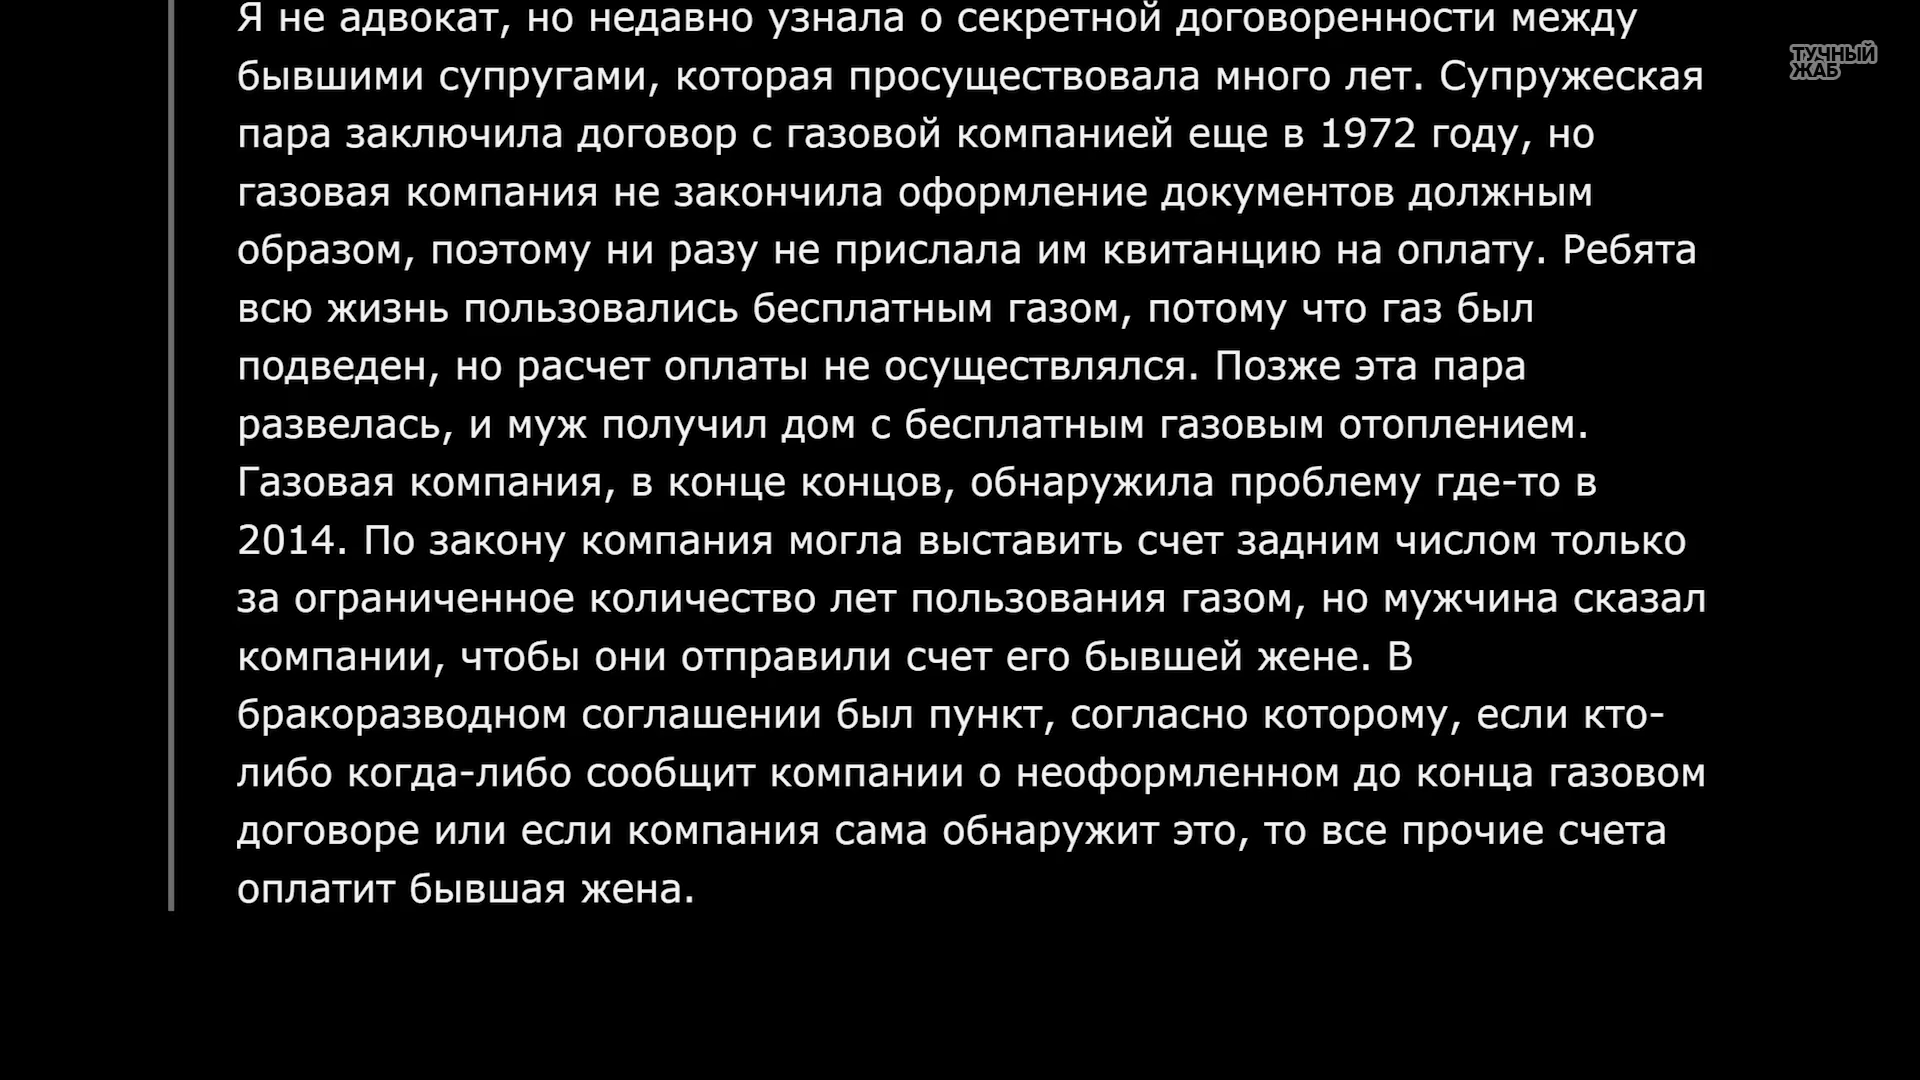 Я не адвокат, но недавно узнала о секретной договоренности между
бывшими супругами, которая просуществовала много лет. Супружеская
пара заключила договор с газовой компанией еще в 1972 году, но
газовая компания не закончила оформление документов должным
образом, поэтому ни разу не прислала им квитанцию на оплату. Ребята
всю жизнь пользовались бесплатным газом, потому что газ был
подведен, но расчет оплаты не осуществлялся. Позже эта пара
развелась, и муж получил дом с бесплатным газовым отоплением.
Газовая компания, в конце концов, обнаружила проблему где-то в
2014. По закону компания могла выставить счет задним числом только
за ограниченное количество лет пользования газом, но мужчина сказал
компании, чтобы они отправили счет его бывшей жене. В
бракоразводном соглашении был пункт, согласно которому, если кто-
либо когда-либо сообщит компании о неоформленном до конца газовом
договоре или если компания сама обнаружит это, то все прочие счета
оплатит бывшая жена.
ТУЧНЫЙ
ЖАБ